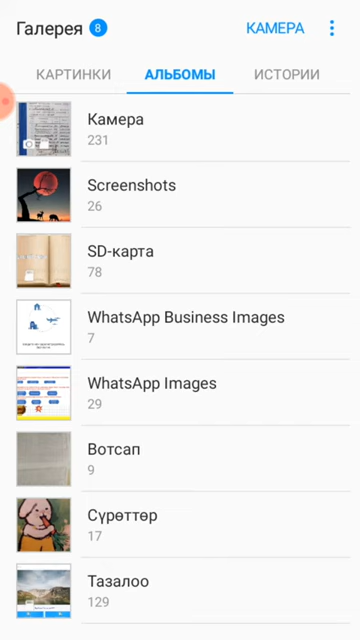 Галерея 8 КАМЕРА
КАРТИНКИ АЛЬБОМЫ ИСТОРИИ
Камера
231
Screenshots
26
SD-карта
78
WhatsApp Business Images
7
WhatsApp Images
29
Вотсап
9
Сүрөттөр
17
Тазалоо
129